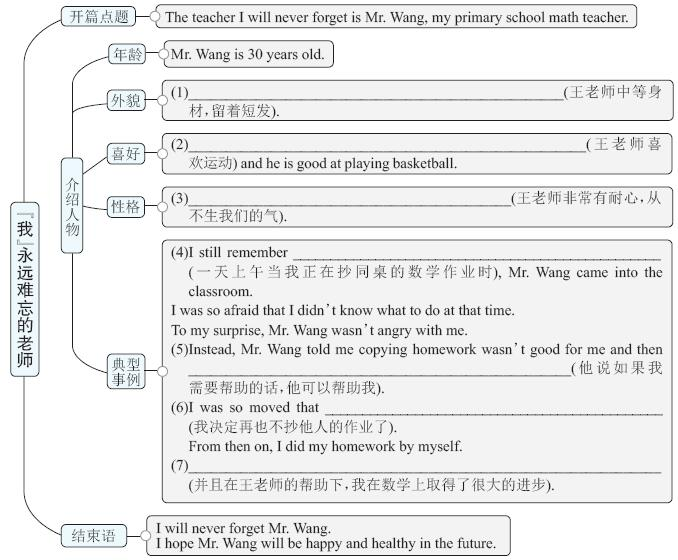 开篇点题
The teacher I will never forget is Mr. Wang, my primary school math teacher.
年龄
Mr. Wang is 30 years old.
外貌
(1)____________________(王老师中等身
材,留着短发).
喜好
(2)____________________(王老师喜
欢运动) and he is good at playing basketball.
介绍人物
性格
(3)____________________(王老师非常有耐心,从
不生我们的气).
“我”永远难忘的老师
典型
事例
(4)I still remember ____________________
(一天上午当我正在抄同桌的数学作业时), Mr. Wang came into the
classroom.
I was so afraid that I didn’t know what to do at that time.
To my surprise, Mr. Wang wasn’t angry with me.
(5)Instead, Mr. Wang told me copying homework wasn’t good for me and then
____________________(他说如果我
需要帮助的话,他可以帮助我).
(6)I was so moved that ____________________
(我决定再也不抄他人的作业了).
From then on, I did my homework by myself.
(7)____________________
(并且在王老师的帮助下,我在数学上取得了很大的进步).
结束语
I will never forget Mr. Wang.
I hope Mr. Wang will be happy and healthy in the future.